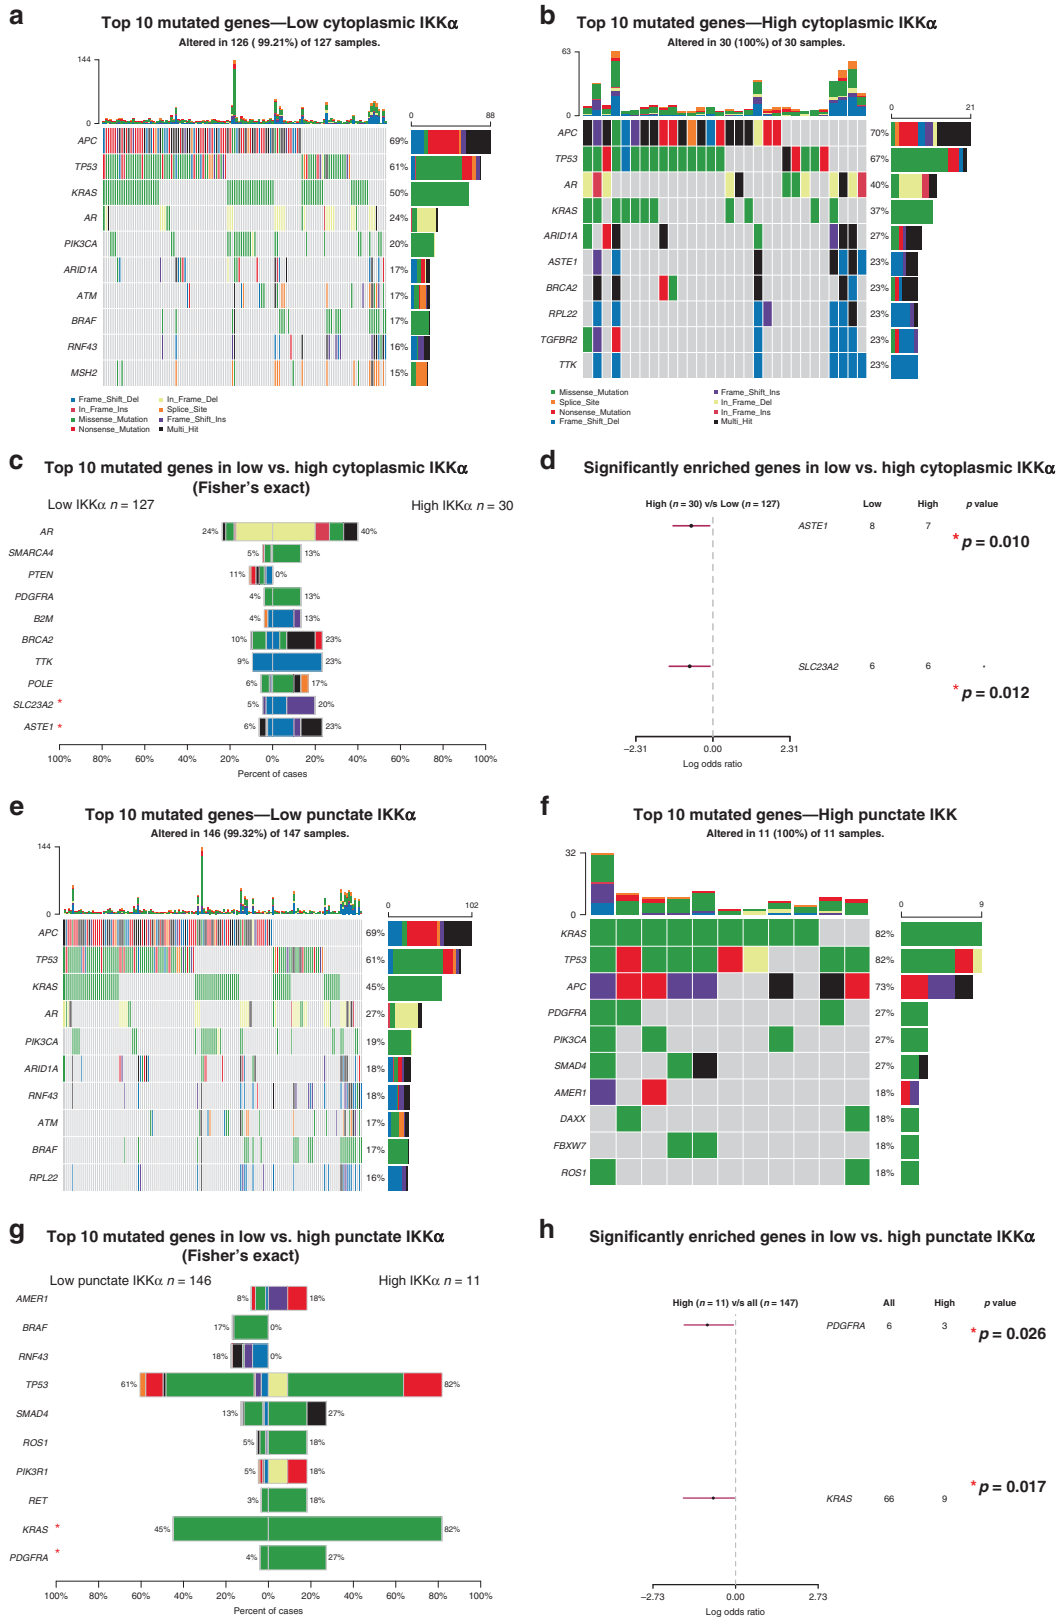 a
Top 10 mutated genes—Low cytoplasmic IKKα
Altered in 126 ( 99.21%) of 127 samples.
144
0
0 88
APC 69%
TP53 61%
KRAS 50%
AR 24%
PIK3CA 20%
ARID1A 17%
ATM 17%
BRAF 17%
RNF43 16%
MSH2 15%
Frame_Shift_Del In_Frame_Del
In_Frame_Ins Splice_Site
Missense_Mutation Frame_Shift_Ins
Nonsense_Mutation Multi_Hit
b
Top 10 mutated genes—High cytoplasmic IKKα
Altered in 30 (100%) of 30 samples.
63
0
0 21
APC 70%
TP53 67%
AR 40%
KRAS 37%
ARID1A 27%
ASTE1 23%
BRCA2 23%
RPL22 23%
TGFBR2 23%
TTK 23%
Missense_Mutation Frame_Shift_Ins
Splice_Site In_Frame_Del
Nonsense_Mutation In_Frame_Ins
Frame_Shift_Del Multi_Hit
c
Top 10 mutated genes in low vs. high cytoplasmic IKKα
(Fisher's exact)
Low IKKα n = 127 High IKKα n = 30
AR 24% 40%
SMARCA4 5% 13%
PTEN 11% 0%
PDGFRA 4% 13%
B2M 4% 13%
BRCA2 10% 23%
TTK 9% 23%
POLE 6% 17%
SLC23A2 * 5% 20%
ASTE1 * 6% 23%
100% 80% 60% 40% 20% 0% 20% 40% 60% 80% 100%
Percent of cases
d
Significantly enriched genes in low vs. high cytoplasmic IKKα
High (n = 30) v/s Low (n = 127) Low High p value
ASTE1 8 7
* p = 0.010
SLC23A2 6 6 .
* p = 0.012
−2.31 0.00 2.31
Log odds ratio
e
Top 10 mutated genes—Low punctate IKKα
Altered in 146 (99.32%) of 147 samples.
144
0
0 102
APC 69%
TP53 61%
KRAS 45%
AR 27%
PIK3CA 19%
ARID1A 18%
RNF43 18%
ATM 17%
BRAF 17%
RPL22 16%
f
Top 10 mutated genes—High punctate IKK
Altered in 11 (100%) of 11 samples.
32
0
0 9
KRAS 82%
TP53 82%
APC 73%
PDGFRA 27%
PIK3CA 27%
SMAD4 27%
AMER1 18%
DAXX 18%
FBXW7 18%
ROS1 18%
g
Top 10 mutated genes in low vs. high punctate IKKα
(Fisher's exact)
Low punctate IKKα n = 146 High IKKα n = 11
AMER1 8% 18%
BRAF 17% 0%
RNF43 18% 0%
TP53 61% 82%
SMAD4 13% 27%
ROS1 5% 18%
PIK3R1 5% 18%
RET 3% 18%
KRAS * 45% 82%
PDGFRA * 4% 27%
100% 80% 60% 40% 20% 0% 20% 40% 60% 80% 100%
Percent of cases
h
Significantly enriched genes in low vs. high punctate IKKα
High (n = 11) v/s all (n = 147) All High p value
PDGFRA 6 3
* p = 0.026
* p = 0.017
KRAS 66 9
−2.73 0.00 2.73
Log odds ratio